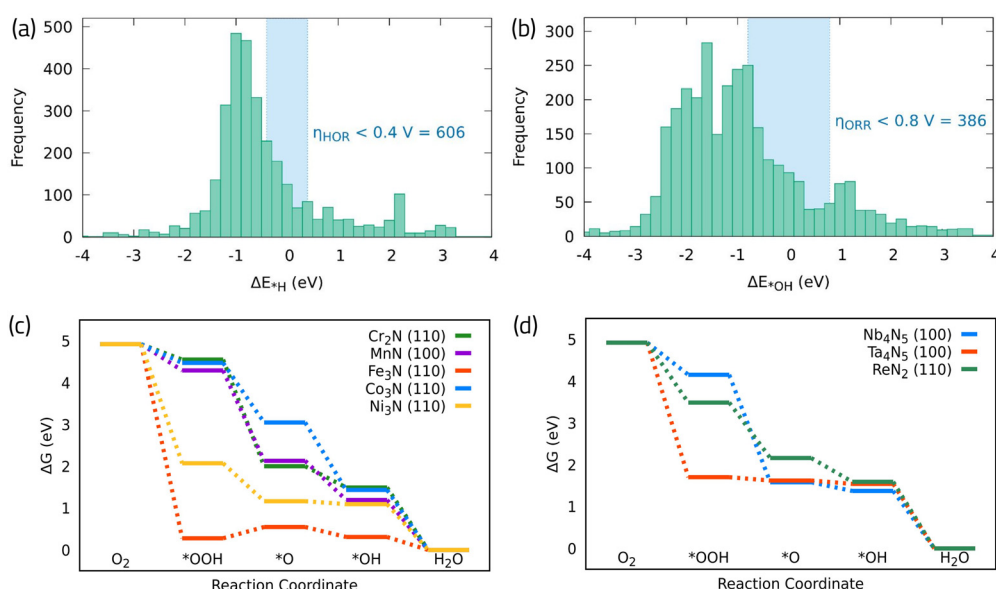 (a)
Frequency
500
400
300
200
100
0
η_HOR < 0.4 V = 606
-4 -3 -2 -1 0 1 2 3 4
ΔE*H (eV)
(b)
Frequency
300
250
200
150
100
50
0
η_ORR < 0.8 V = 386
-4 -3 -2 -1 0 1 2 3 4
ΔE*OH (eV)
(c)
ΔG (eV)
5
4
3
2
1
0
Cr₂N (110)
MnN (100)
Fe₃N (110)
Co₃N (110)
Ni₃N (110)
O₂ *OOH *O *OH H₂O
Reaction Coordinate
(d)
ΔG (eV)
5
4
3
2
1
0
Nb₄N₅ (100)
Ta₄N₅ (100)
ReN₂ (110)
O₂ *OOH *O *OH H₂O
Reaction Coordinate